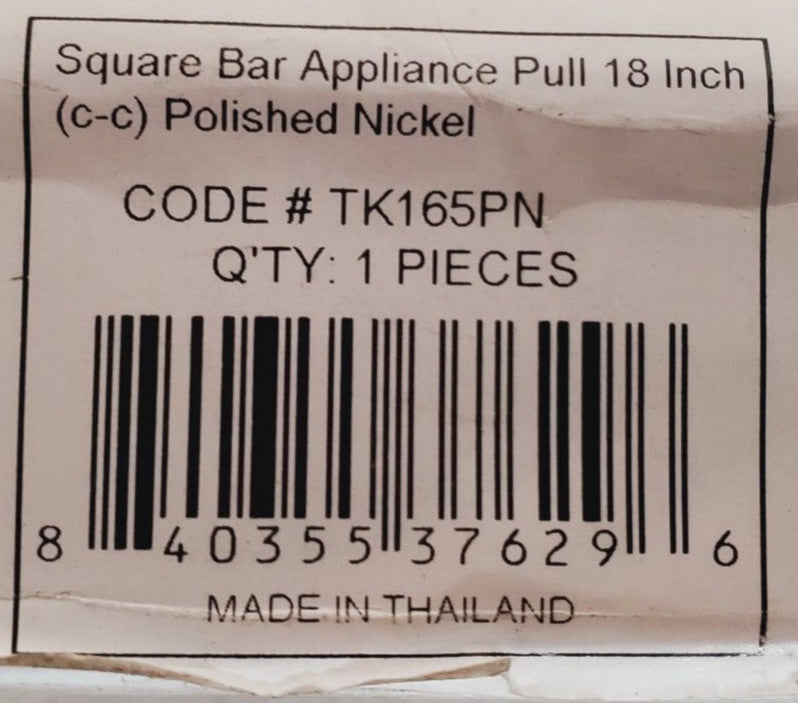 Square Bar Appliance Pull 18 Inch
(c-c) Polished Nickel
CODE # TK165PN
Q'TY: 1 PIECES
8 40355 37629 6
MADE IN THAILAND